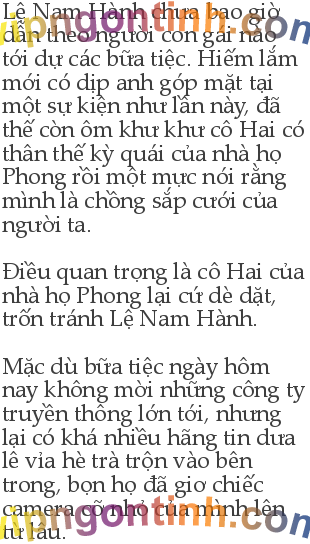 Lệ Nam Hành chưa bao giờ
dẫn theo người con gái nào
tới dự các bữa tiệc. Hiếm lắm
mới có dịp anh góp mặt tại
một sự kiện như lần này, đã
thế còn ôm khư khư cô Hai có
thân thế kỳ quái của nhà họ
Phong rồi một mực nói rằng
mình là chồng sắp cưới của
người ta.
Điều quan trọng là cô Hai của
nhà họ Phong lại cứ dè dặt,
trốn tránh Lệ Nam Hành.
Mặc dù bữa tiệc ngày hôm
nay không mời những công ty
truyền thông lớn tới, nhưng
lại có khá nhiều hãng tin dưa
lê vỉa hè trà trộn vào bên
trong, bọn họ đã giơ chiếc
camera cỡ nhỏ của mình lên
từ lâu.